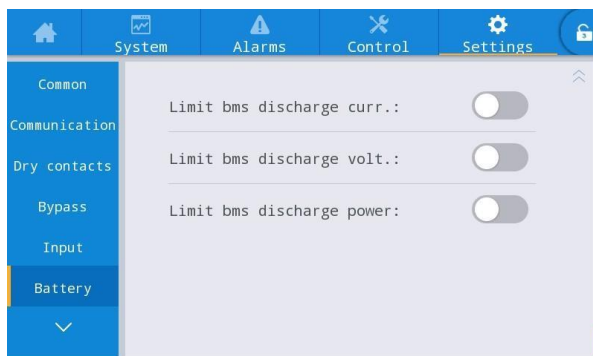 System
Alarms
Control
Settings
Common
Communication
Dry contacts
Bypass
Input
Battery
Limit bms discharge curr.:
Limit bms discharge volt.:
Limit bms discharge power: